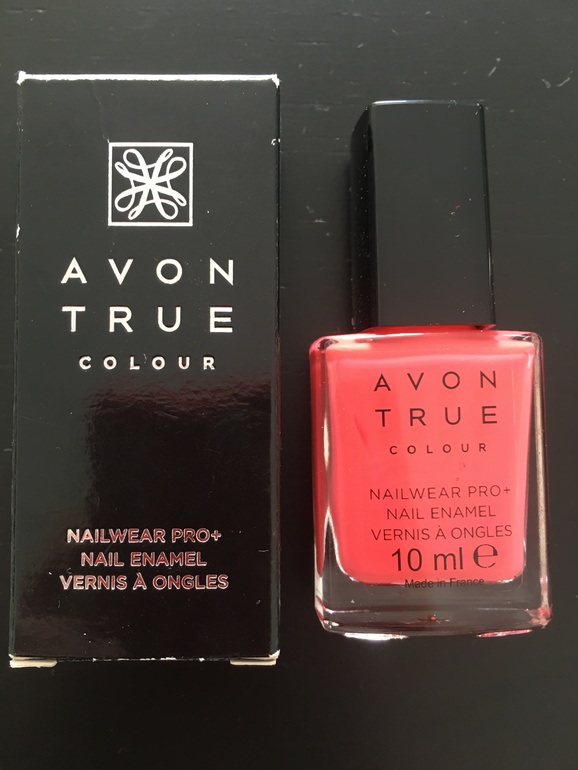 AVON
TRUE
COLOUR
NAILWEAR PRO+
NAIL ENAMEL
VERNIS À ONGLES
AVON
TRUE
COLOUR
NAILWEAR PRO+
NAIL ENAMEL
VERNIS À ONGLES
10 ml ℮
Made in France